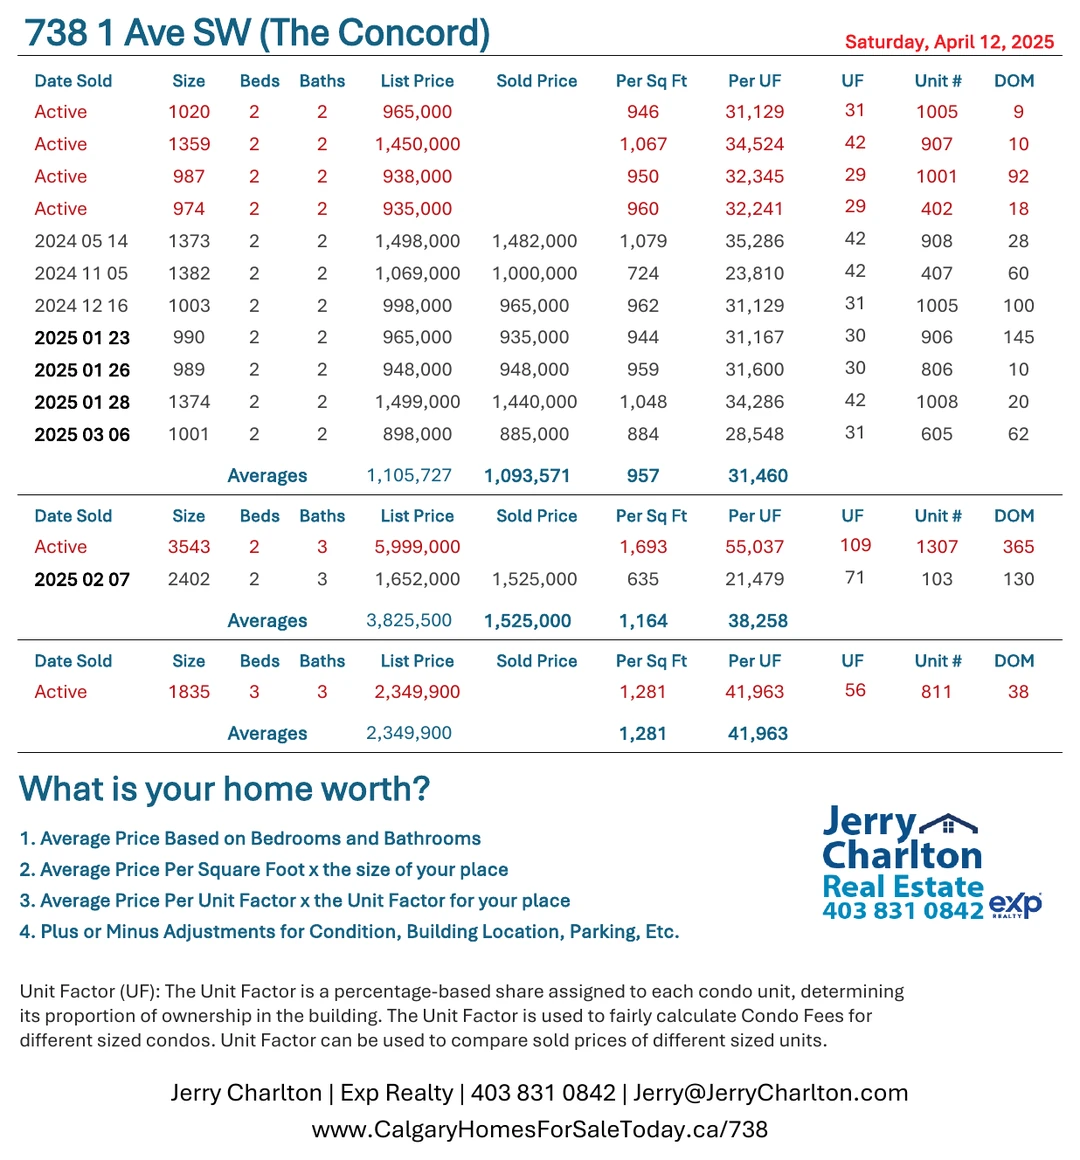 738 1 Ave SW (The Concord)
Saturday, April 12, 2025
Date Sold Size Beds Baths List Price Sold Price Per Sq Ft Per UF UF Unit # DOM
Active 1020 2 2 965,000 946 31,129 31 1005 9
Active 1359 2 2 1,450,000 1,067 34,524 42 907 10
Active 987 2 2 938,000 950 32,345 29 1001 92
Active 974 2 2 935,000 960 32,241 29 402 18
2024 05 14 1373 2 2 1,498,000 1,482,000 1,079 35,286 42 908 28
2024 11 05 1382 2 2 1,069,000 1,000,000 724 23,810 42 407 60
2024 12 16 1003 2 2 998,000 965,000 962 31,129 31 1005 100
2025 01 23 990 2 2 965,000 935,000 944 31,167 30 906 145
2025 01 26 989 2 2 948,000 948,000 959 31,600 30 806 10
2025 01 28 1374 2 2 1,499,000 1,440,000 1,048 34,286 42 1008 20
2025 03 06 1001 2 2 898,000 885,000 884 28,548 31 605 62
Averages 1,105,727 1,093,571 957 31,460
Date Sold Size Beds Baths List Price Sold Price Per Sq Ft Per UF UF Unit # DOM
Active 3543 2 3 5,999,000 1,693 55,037 109 1307 365
2025 02 07 2402 2 3 1,652,000 1,525,000 635 21,479 71 103 130
Averages 3,825,500 1,525,000 1,164 38,258
Date Sold Size Beds Baths List Price Sold Price Per Sq Ft Per UF UF Unit # DOM
Active 1835 3 3 2,349,900 1,281 41,963 56 811 38
Averages 2,349,900 1,281 41,963
What is your home worth?
1. Average Price Based on Bedrooms and Bathrooms
2. Average Price Per Square Foot x the size of your place
3. Average Price Per Unit Factor x the Unit Factor for your place
4. Plus or Minus Adjustments for Condition, Building Location, Parking, Etc.
Jerry
Charlton
Real Estate
403 831 0842
exp
REALTY
Unit Factor (UF): The Unit Factor is a percentage-based share assigned to each condo unit, determining
its proportion of ownership in the building. The Unit Factor is used to fairly calculate Condo Fees for
different sized condos. Unit Factor can be used to compare sold prices of different sized units.
Jerry Charlton | Exp Realty | 403 831 0842 | Jerry@JerryCharlton.com
www.CalgaryHomesForSaleToday.ca/738